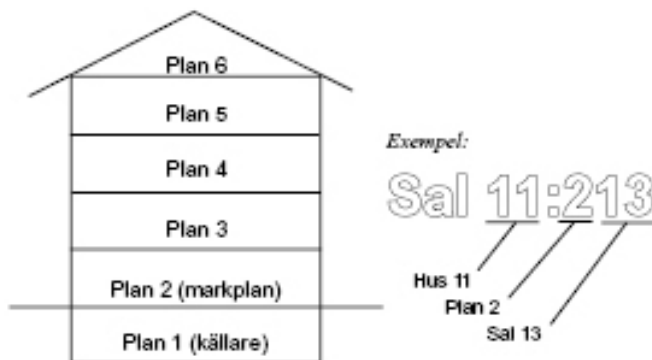 Plan 6
Plan 5
Plan 4
Plan 3
Plan 2 (markplan)
Plan 1 (källare)
Exempel:
Sal 11:213
Hus 11
Plan 2
Sal 13